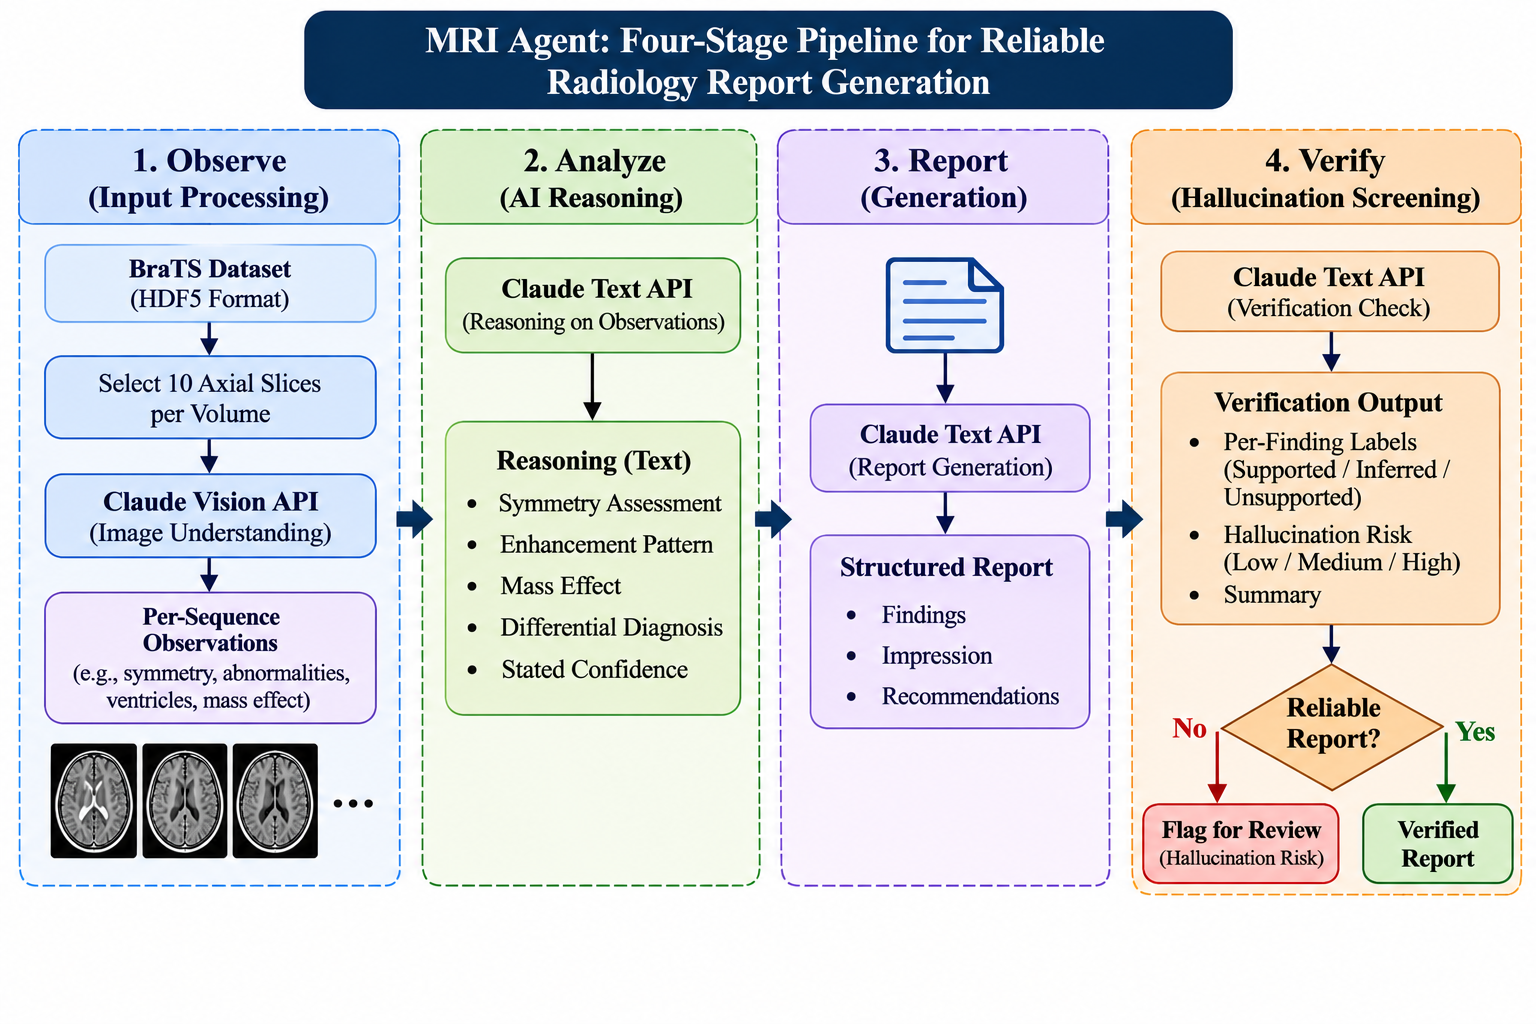 MRI Agent: Four-Stage Pipeline for Reliable
Radiology Report Generation
1. Observe
(Input Processing)
BraTS Dataset
(HDF5 Format)
Select 10 Axial Slices
per Volume
Claude Vision API
(Image Understanding)
Per-Sequence
Observations
(e.g., symmetry, abnormalities,
ventricles, mass effect)
2. Analyze
(AI Reasoning)
Claude Text API
(Reasoning on Observations)
Reasoning (Text)
• Symmetry Assessment
• Enhancement Pattern
• Mass Effect
• Differential Diagnosis
• Stated Confidence
3. Report
(Generation)
Claude Text API
(Report Generation)
Structured Report
• Findings
• Impression
• Recommendations
4. Verify
(Hallucination Screening)
Claude Text API
(Verification Check)
Verification Output
• Per-Finding Labels
(Supported / Inferred /
Unsupported)
• Hallucination Risk
(Low / Medium / High)
• Summary
Reliable
Report?
No
Yes
Flag for Review
(Hallucination Risk)
Verified
Report